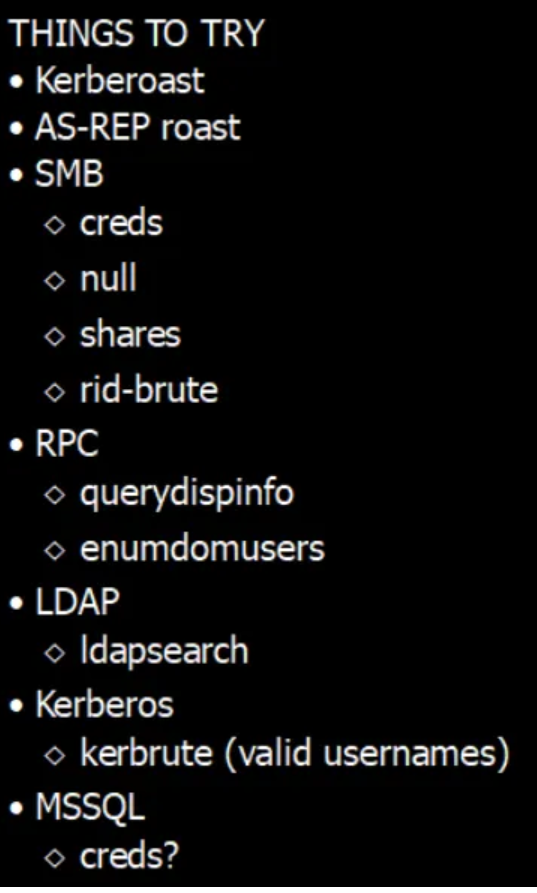 THINGS TO TRY
• Kerberoast
• AS-REP roast
• SMB
◇ creds
◇ null
◇ shares
◇ rid-brute
• RPC
◇ querydispinfo
◇ enumdomusers
• LDAP
◇ ldapsearch
• Kerberos
◇ kerbrute (valid usernames)
• MSSQL
◇ creds?